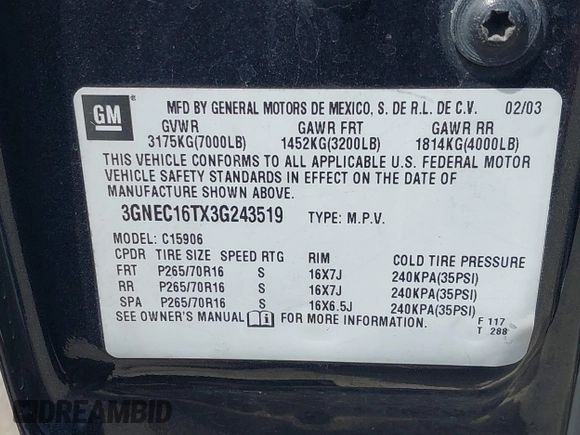 GM ®
MFD BY GENERAL MOTORS DE MEXICO, S. DE R.L. DE C.V. 02/03
GVWR GAWR FRT GAWR RR
3175KG(7000LB) 1452KG(3200LB) 1814KG(4000LB)
THIS VEHICLE CONFORMS TO ALL APPLICABLE U.S. FEDERAL MOTOR
VEHICLE SAFETY STANDARDS IN EFFECT ON THE DATE OF
MANUFACTURE SHOWN ABOVE.
3GNEC16TX3G243519 TYPE: M.P.V.
MODEL: C15906
CPDR TIRE SIZE SPEED RTG RIM COLD TIRE PRESSURE
FRT P265/70R16 S 16X7J 240KPA(35PSI)
RR P265/70R16 S 16X7J 240KPA(35PSI)
SPA P265/70R16 S 16X6.5J 240KPA(35PSI)
SEE OWNER'S MANUAL FOR MORE INFORMATION.
F 117
T 288
DREAMBID